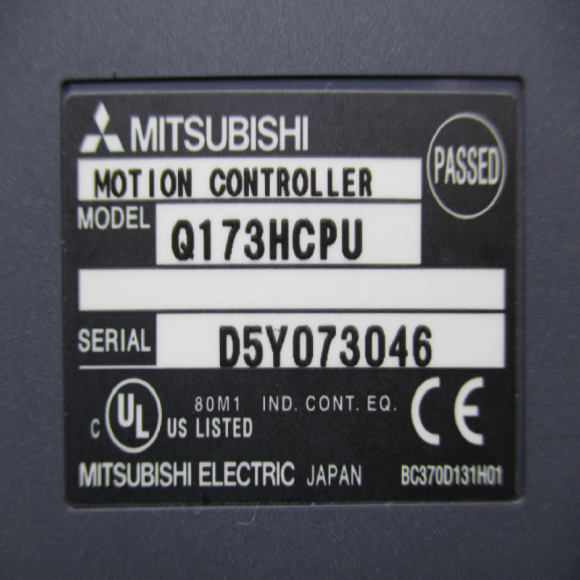 MITSUBISHI
PASSED
MOTION CONTROLLER
MODEL Q173HCPU
SERIAL D5Y073046
C UL US LISTED
80M1 IND. CONT. EQ.
CE
MITSUBISHI ELECTRIC JAPAN BC370D131H01